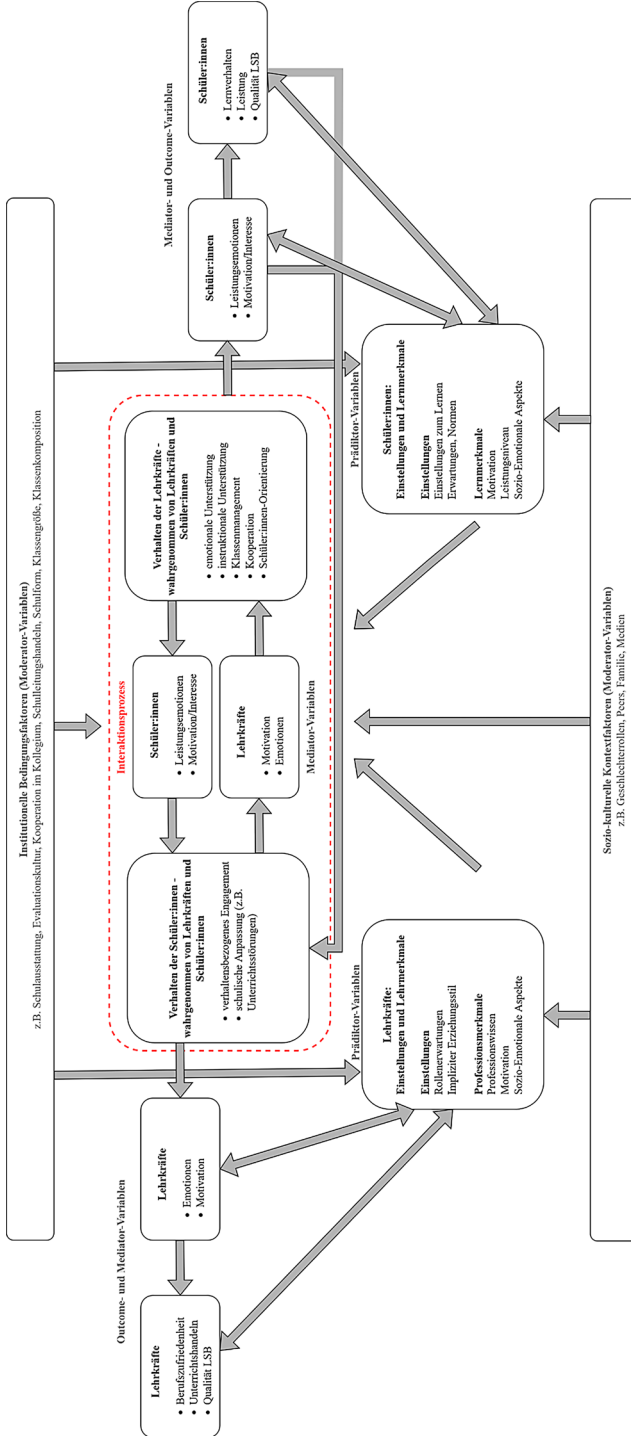 Institutionelle Bedingungsfaktoren (Moderator-Variablen)
z.B. Schulausstattung, Evaluationskultur, Kooperation im Kollegium, Schulleitungshandeln, Schulform, Klassengröße, Klassenkomposition
Outcome- und Mediator-Variablen
Lehrkräfte
• Berufszufriedenheit
• Unterrichtshandeln
• Qualität LSB
Lehrkräfte
• Emotionen
• Motivation
Interaktionsprozess
Verhalten der Schüler:innen -
wahrgenommen von Lehrkräften und
Schüler:innen
• verhaltensbezogenes Engagement
• schulische Anpassung (z.B.
Unterrichtsstörungen)
Schüler:innen
• Leistungsemotionen
• Motivation/Interesse
Lehrkräfte
• Motivation
• Emotionen
Mediator-Variablen
Verhalten der Lehrkräfte -
wahrgenommen von Lehrkräften und
Schüler:innen
• emotionale Unterstützung
• instruktionale Unterstützung
• Klassenmanagement
• Kooperation
• Schüler:innen-Orientierung
Mediator- und Outcome-Variablen
Schüler:innen
• Leistungsemotionen
• Motivation/Interesse
Schüler:innen
• Lernverhalten
• Leistung
• Qualität LSB
Prädiktor-Variablen
Lehrkräfte:
Einstellungen und Lehrmerkmale
Einstellungen
Rollenerwartungen
Impliziter Erziehungsstil
Professionsmerkmale
Professionswissen
Motivation
Sozio-Emotionale Aspekte
Prädiktor-Variablen
Schüler:innen:
Einstellungen und Lernmerkmale
Einstellungen
Einstellungen zum Lernen
Erwartungen, Normen
Lernmerkmale
Motivation
Leistungsniveau
Sozio-Emotionale Aspekte
Sozio-kulturelle Kontextfaktoren (Moderator-Variablen)
z.B. Geschlechterrollen, Peers, Familie, Medien